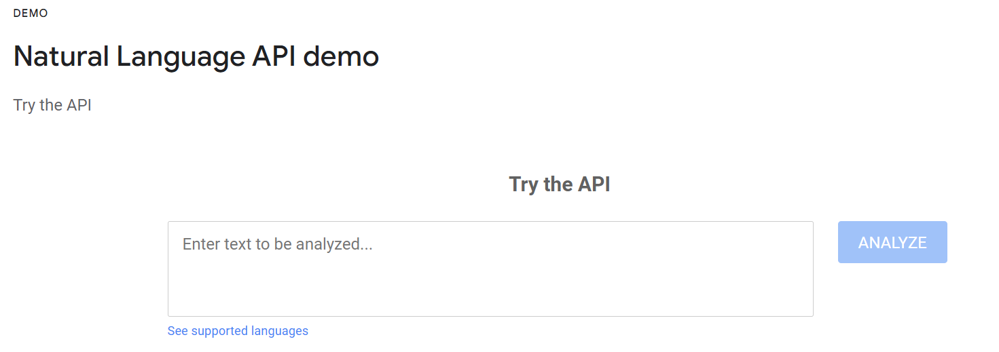 DEMO
Natural Language API demo
Try the API
Try the API
Enter text to be analyzed...
ANALYZE
See supported languages